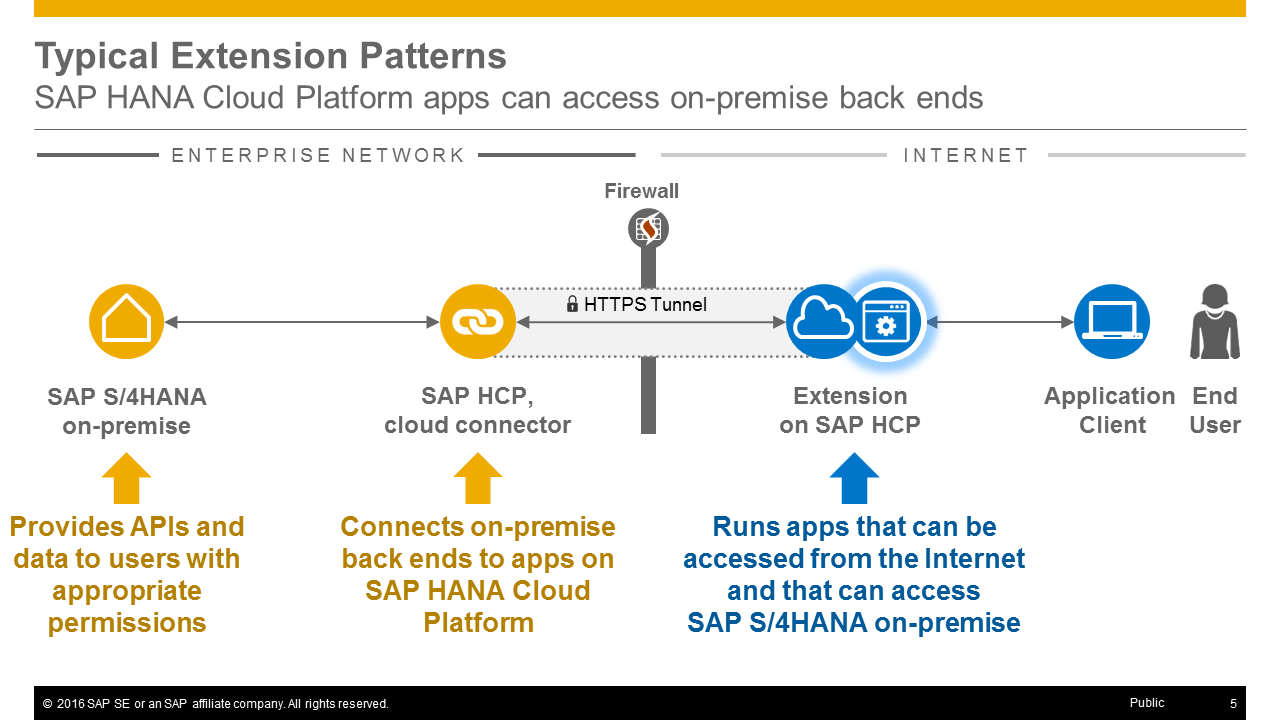 Typical Extension Patterns
SAP HANA Cloud Platform apps can access on-premise back ends
ENTERPRISE NETWORK
INTERNET
Firewall
HTTPS Tunnel
SAP S/4HANA
on-premise
SAP HCP,
cloud connector
Extension
on SAP HCP
Application
Client
End
User
Provides APIs and
data to users with
appropriate
permissions
Connects on-premise
back ends to apps on
SAP HANA Cloud
Platform
Runs apps that can be
accessed from the Internet
and that can access
SAP S/4HANA on-premise
© 2016 SAP SE or an SAP affiliate company. All rights reserved.
Public
5